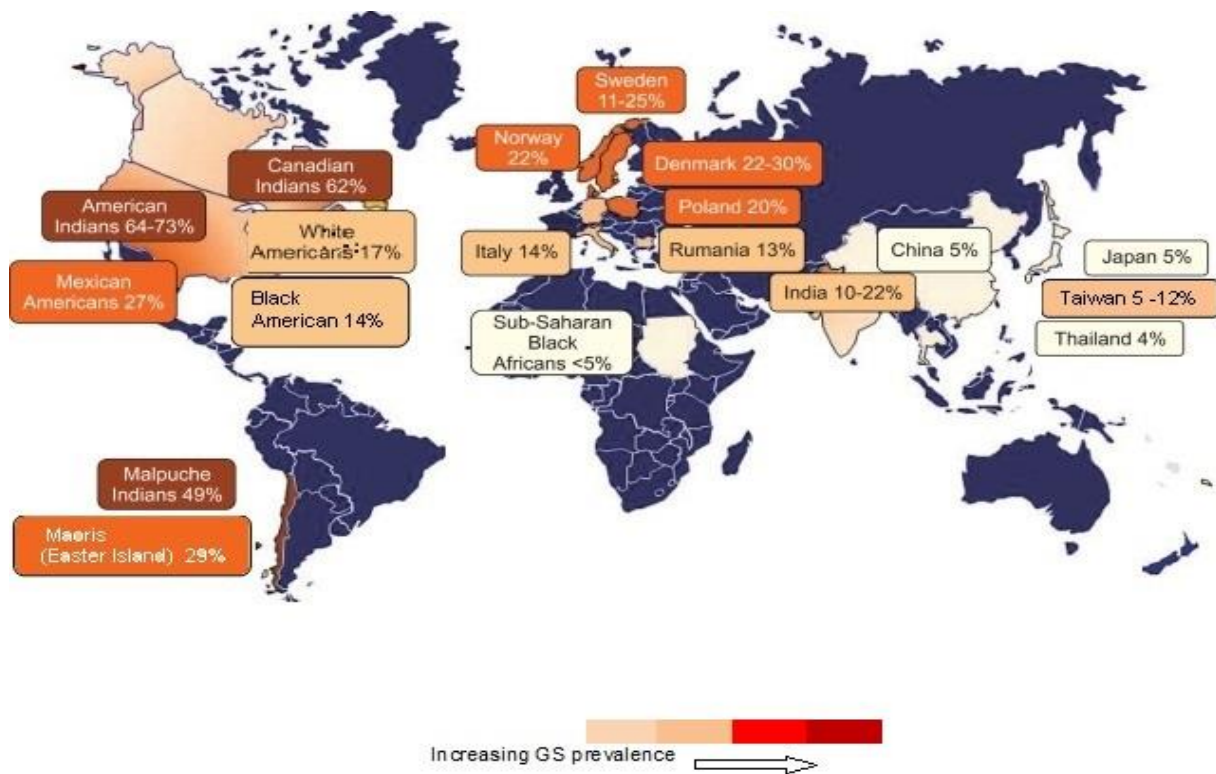 Sweden
11-25%
Norway
22%
Denmark 22-30%
Canadian
Indians 62%
American
Indians 64-73%
Poland 20%
White
Americans 17%
Italy 14%
Rumania 13%
China 5%
Japan 5%
Mexican
Americans 27%
Black
American 14%
India 10-22%
Taiwan 5 -12%
Sub-Saharan
Black
Africans <5%
Thailand 4%
Malpuche
Indians 49%
Maoris
(Easter Island) 29%
Increasing GS prevalence